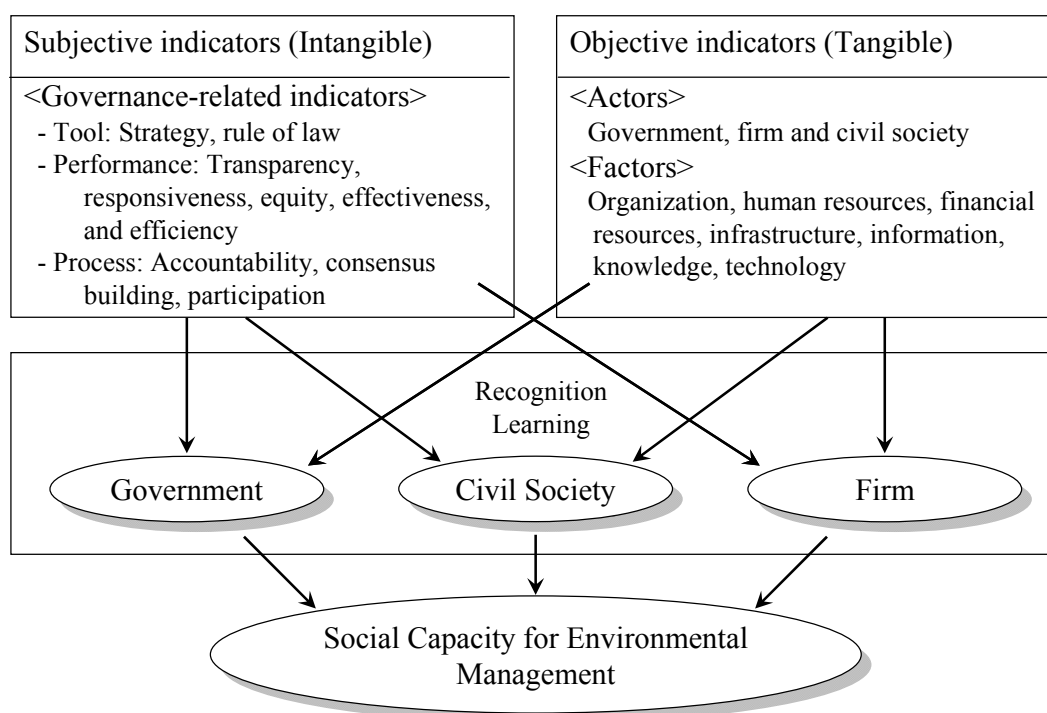 Subjective indicators (Intangible)
<Governance-related indicators>
- Tool: Strategy, rule of law
- Performance: Transparency,
responsiveness, equity, effectiveness,
and efficiency
- Process: Accountability, consensus
building, participation
Objective indicators (Tangible)
<Actors>
Government, firm and civil society
<Factors>
Organization, human resources, financial
resources, infrastructure, information,
knowledge, technology
Recognition
Learning
Government
Civil Society
Firm
Social Capacity for Environmental
Management